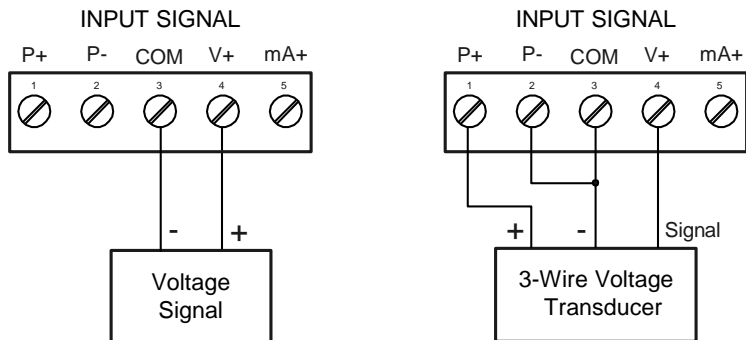 INPUT SIGNAL
P+ P- COM V+ mA+
1 2 3 4 5
- +
Voltage
Signal
INPUT SIGNAL
P+ P- COM V+ mA+
1 2 3 4 5
+ - Signal
3-Wire Voltage
Transducer